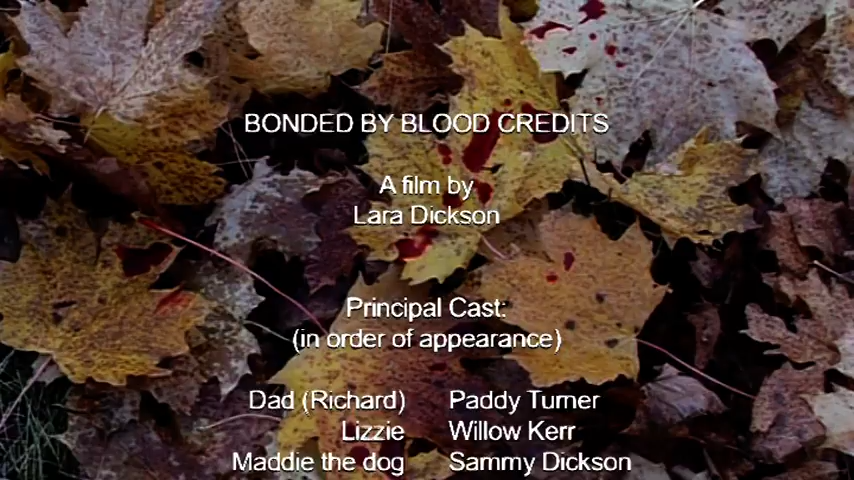 BONDED BY BLOOD CREDITS
A film by
Lara Dickson
Principal Cast:
(in order of appearance)
Dad (Richard) Paddy Turner
Lizzie Willow Kerr
Maddie the dog Sammy Dickson